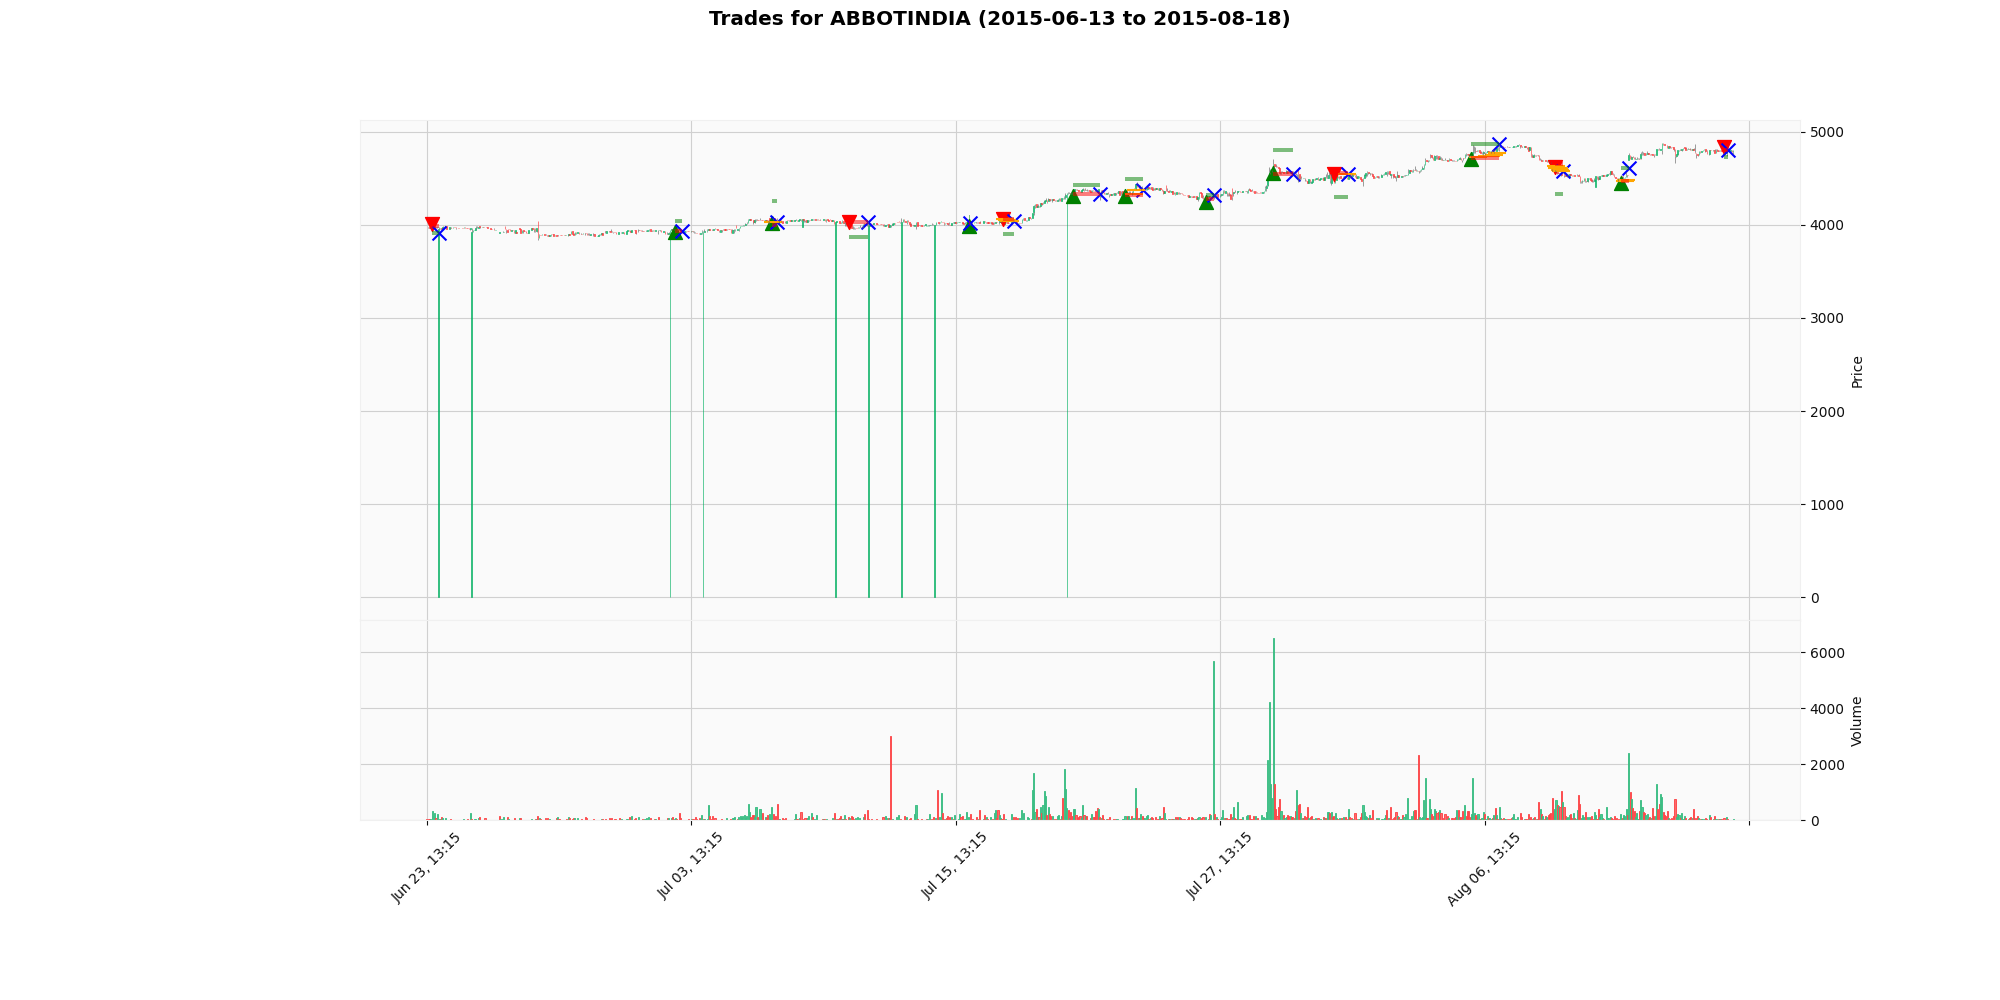 Trades for ABBOTINDIA (2015-06-13 to 2015-08-18)
5000
4000
3000
2000
1000
0
Price
6000
4000
2000
0
Volume
Jun 23, 13:15
Jul 03, 13:15
Jul 15, 13:15
Jul 27, 13:15
Aug 06, 13:15